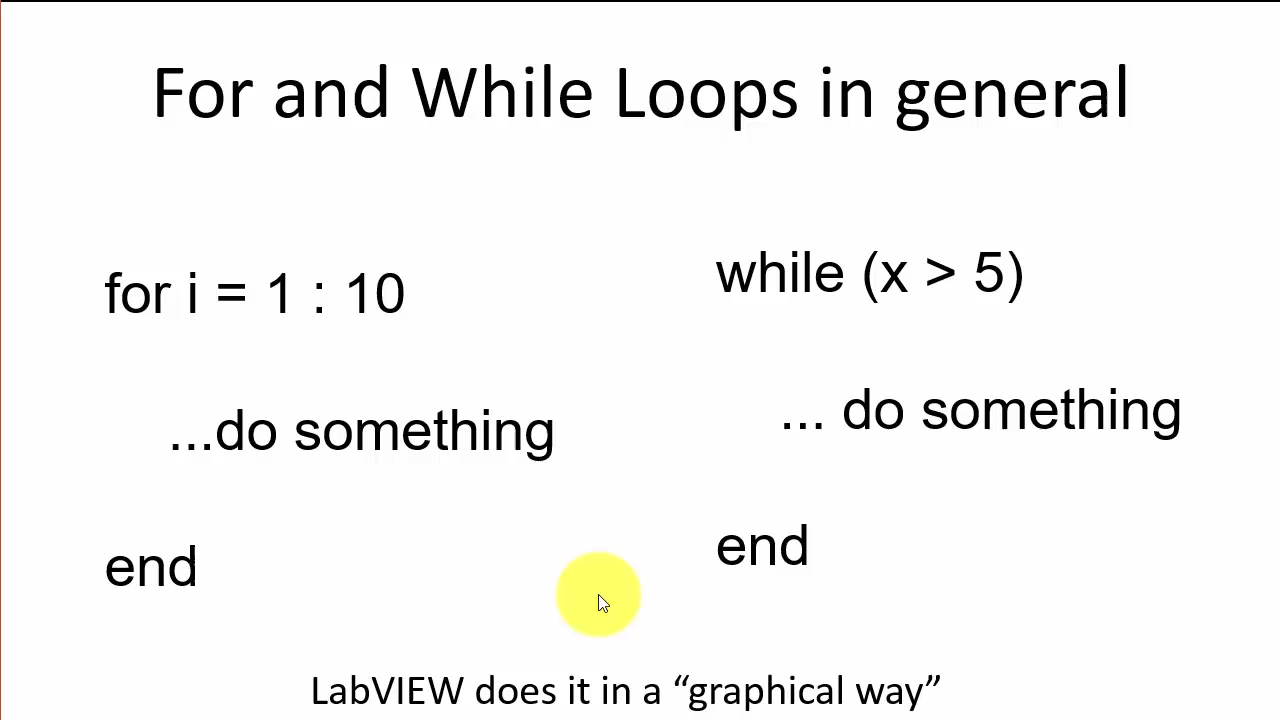 For and While Loops in general
for i = 1 : 10
...do something
end
while (x > 5)
... do something
end
LabVIEW does it in a “graphical way”